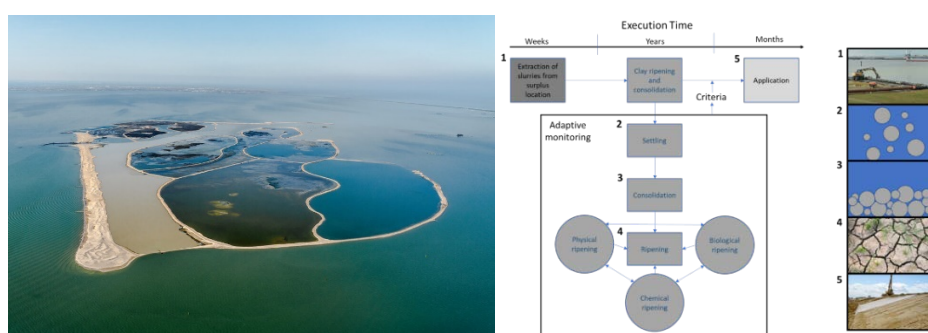 Execution Time
Weeks
Years
Months
1
5
Extraction of
slurries from
surplus
location
Clay ripening
and
consolidation
Application
Criteria
Adaptive
monitoring
2
Settling
3
Consolidation
4
Physical
ripening
Ripening
Biological
ripening
Chemical
ripening
1
2
3
4
5